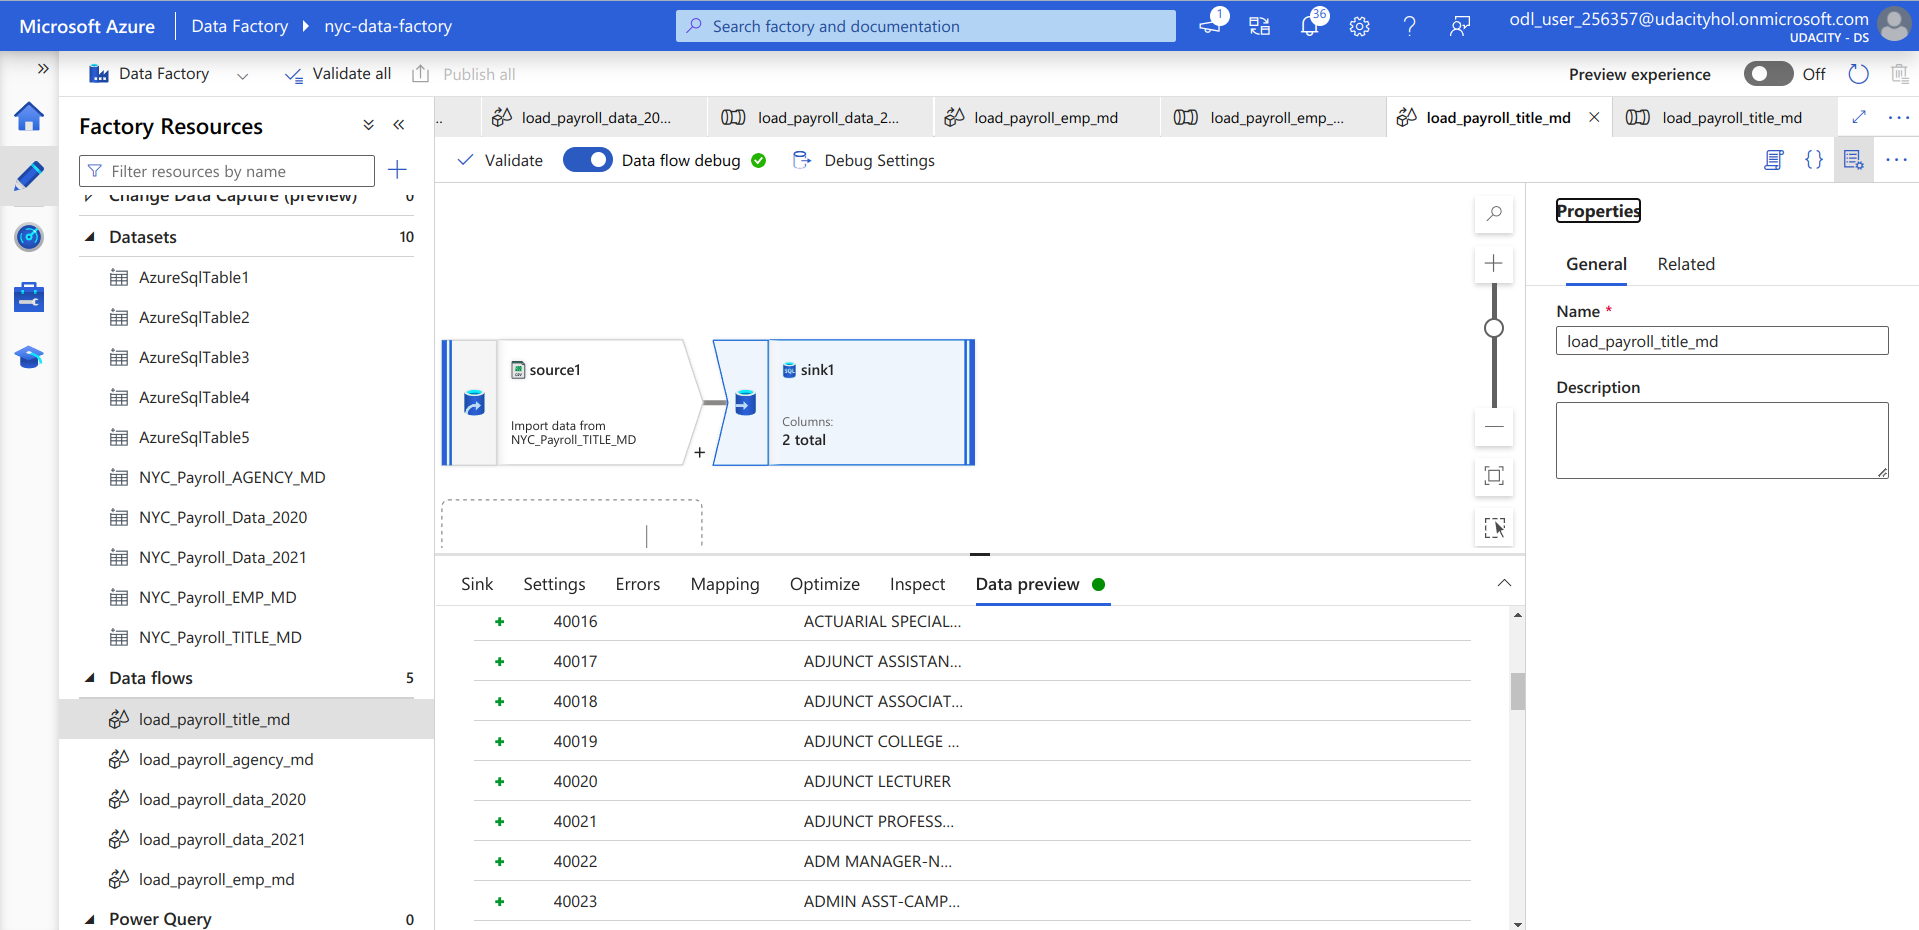 Microsoft Azure
Data Factory
nyc-data-factory
Search factory and documentation
1
36
odl_user_256357@udacityhol.onmicrosoft.com
UDACITY - DS
Data Factory
Validate all
Publish all
Preview experience
Off
Factory Resources
Filter resources by name
Change Data Capture (preview)
0
Datasets
10
AzureSqlTable1
AzureSqlTable2
AzureSqlTable3
AzureSqlTable4
AzureSqlTable5
NYC_Payroll_AGENCY_MD
NYC_Payroll_Data_2020
NYC_Payroll_Data_2021
NYC_Payroll_EMP_MD
NYC_Payroll_TITLE_MD
Data flows
5
load_payroll_title_md
load_payroll_agency_md
load_payroll_data_2020
load_payroll_data_2021
load_payroll_emp_md
Power Query
0
..
load_payroll_data_20...
load_payroll_data_2...
load_payroll_emp_md
load_payroll_emp_...
load_payroll_title_md
load_payroll_title_md
Validate
Data flow debug
Debug Settings
source1
Import data from
NYC_Payroll_TITLE_MD
SQL
sink1
Columns:
2 total
Sink
Settings
Errors
Mapping
Optimize
Inspect
Data preview
40016
ACTUARIAL SPECIAL...
40017
ADJUNCT ASSISTAN...
40018
ADJUNCT ASSOCIAT...
40019
ADJUNCT COLLEGE ...
40020
ADJUNCT LECTURER
40021
ADJUNCT PROFESS...
40022
ADM MANAGER-N...
40023
ADMIN ASST-CAMP...
Properties
General
Related
Name *
load_payroll_title_md
Description